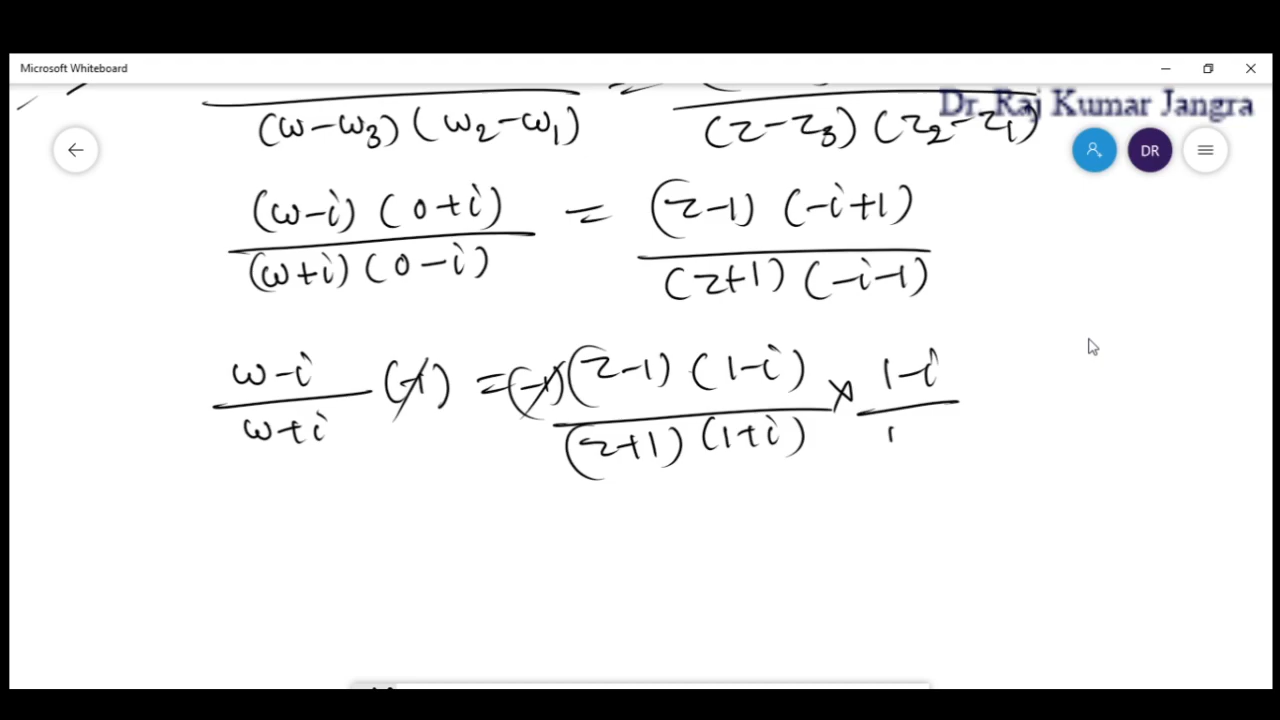 Microsoft Whiteboard
Dr. Raj Kumar Jangra
DR
(ω-ω₃)(ω₂-ω₁) = (z-z₃)(z₂-z₁)
(ω-i)(0+i) = (z-1)(-i+1)
(ω+i)(0-i) (z+1)(-i-1)
ω-i (-1) = (-1)(z-1)(1-i) × 1-i
ω+i (z+1)(1+i) 1